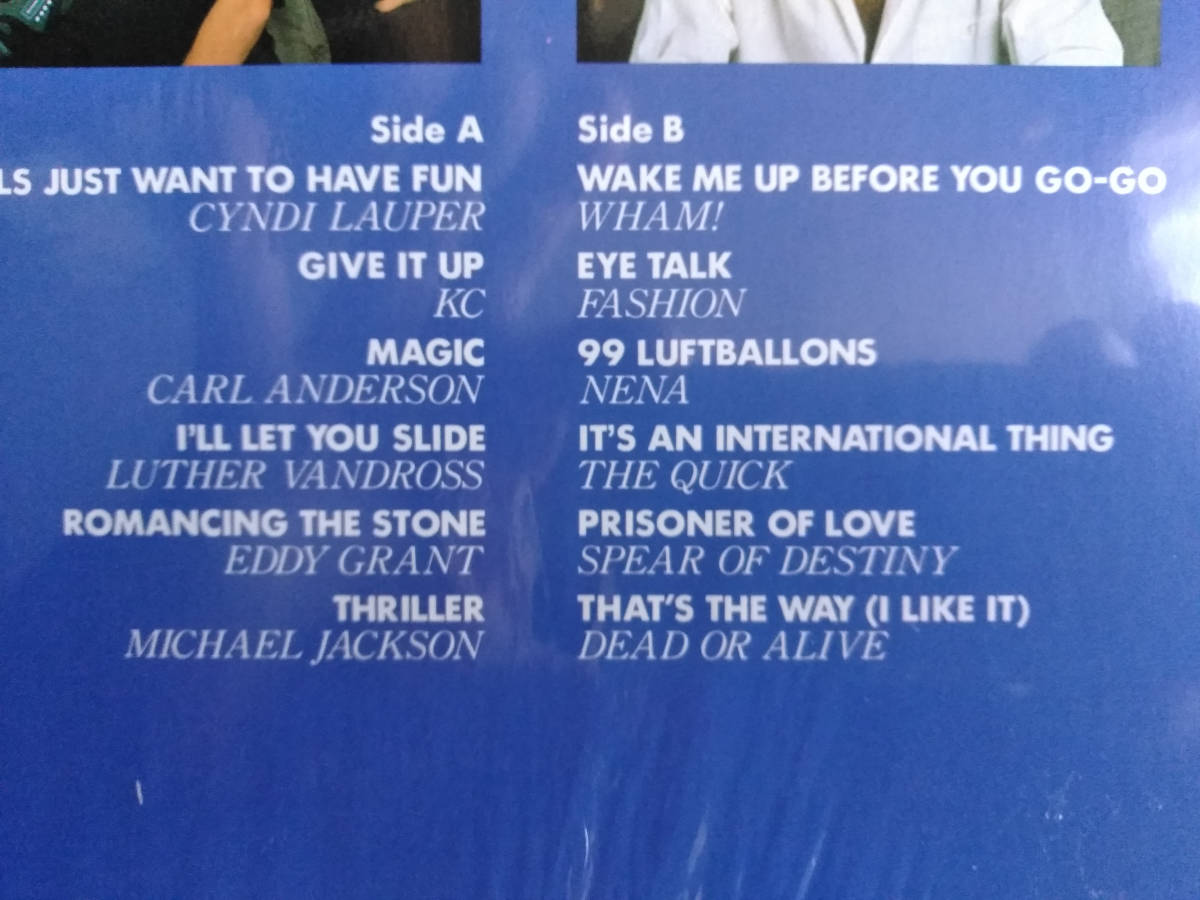 Side A
LS JUST WANT TO HAVE FUN
CYNDI LAUPER
GIVE IT UP
KC
MAGIC
CARL ANDERSON
I'LL LET YOU SLIDE
LUTHER VANDROSS
ROMANCING THE STONE
EDDY GRANT
THRILLER
MICHAEL JACKSON
Side B
WAKE ME UP BEFORE YOU GO-GO
WHAM!
EYE TALK
FASHION
99 LUFTBALLONS
NENA
IT'S AN INTERNATIONAL THING
THE QUICK
PRISONER OF LOVE
SPEAR OF DESTINY
THAT'S THE WAY (I LIKE IT)
DEAD OR ALIVE